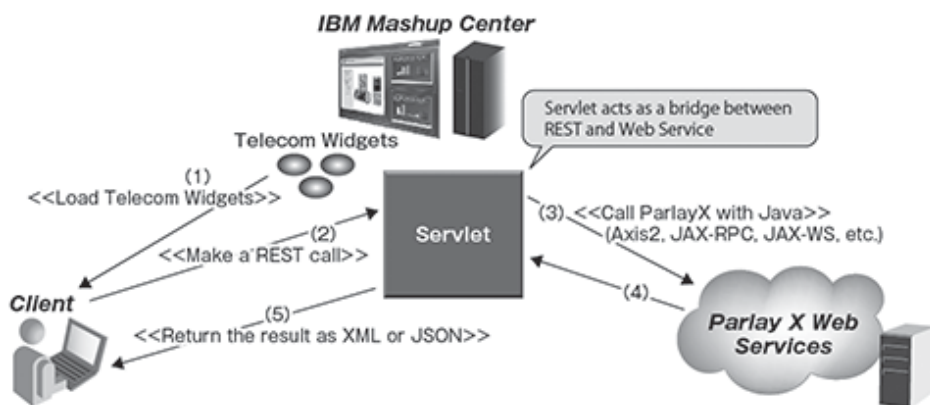 IBM Mashup Center
Servlet acts as a bridge between
REST and Web Service
Telecom Widgets
(1)
<<Load Telecom Widgets>>
(2)
<<Make a REST call>>
Servlet
(3)
<<Call ParlayX with Java>>
(Axis2, JAX-RPC, JAX-WS, etc.)
(4)
Client
(5)
<<Return the result as XML or JSON>>
Parlay X Web
Services